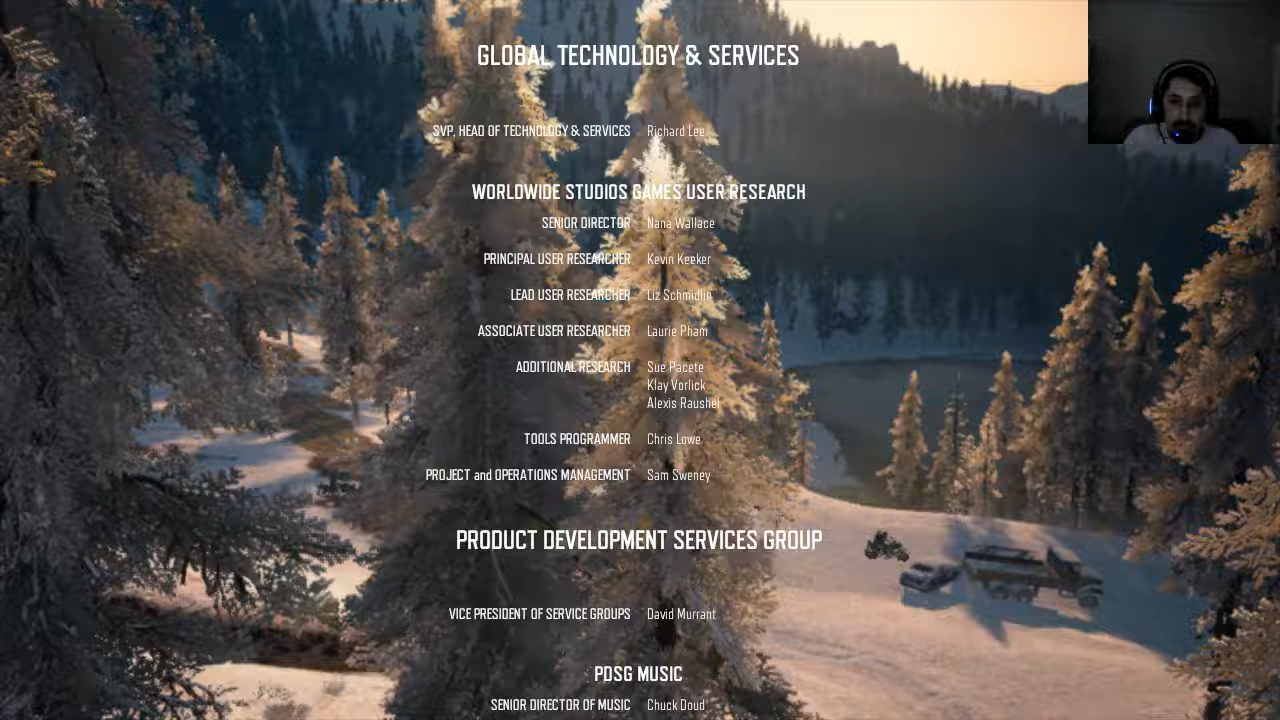 GLOBAL TECHNOLOGY & SERVICES
SVP, HEAD OF TECHNOLOGY & SERVICES Richard Lee
WORLDWIDE STUDIOS GAMES USER RESEARCH
SENIOR DIRECTOR Nana Wallace
PRINCIPAL USER RESEARCHER Kevin Keeker
LEAD USER RESEARCHER Liz Schmidlin
ASSOCIATE USER RESEARCHER Laurie Pham
ADDITIONAL RESEARCH Sue Pacete
Klay Vorlick
Alexis Raushel
TOOLS PROGRAMMER Chris Lowe
PROJECT and OPERATIONS MANAGEMENT Sam Sweney
PRODUCT DEVELOPMENT SERVICES GROUP
VICE PRESIDENT OF SERVICE GROUPS David Murrant
PDSG MUSIC
SENIOR DIRECTOR OF MUSIC Chuck Doud